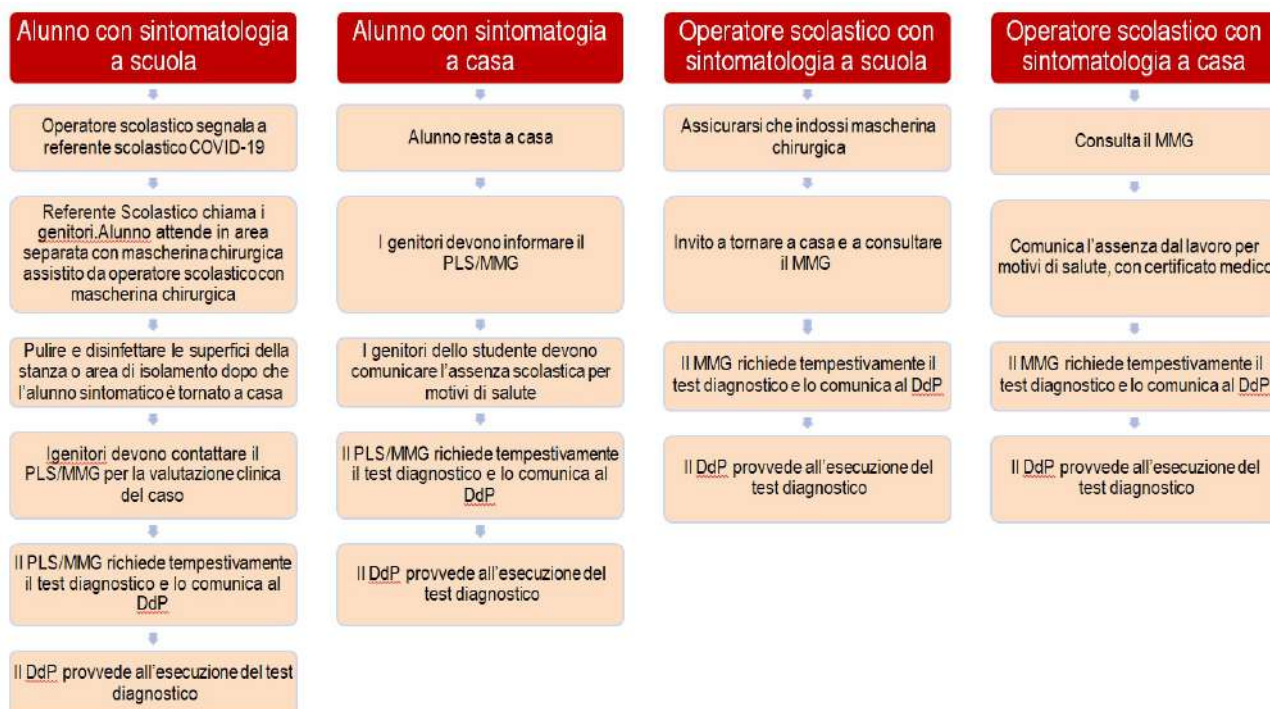 Alunno con sintomatologia
a scuola
Operatore scolastico segnala a
referente scolastico COVID-19
Referente Scolastico chiama i
genitori.Alunno attende in area
separata con mascherina chirurgica
assistito da operatore scolastico con
mascherina chirurgica
Pulire e disinfettare le superfici della
stanza o area di isolamento dopo che
l'alunno sintomatico è tornato a casa
Igenitori devono contattare il
PLS/MMG per la valutazione clinica
del caso
Il PLS/MMG richiede tempestivamente
il test diagnostico e lo comunica al
DdP
Il DdP provvede all'esecuzione del test
diagnostico
Alunno con sintomatogia
a casa
Alunno resta a casa
I genitori devono informare il
PLS/MMG
I genitori dello studente devono
comunicare l'assenza scolastica per
motivi di salute
Il PLS/MMG richiede tempestivamente
il test diagnostico e lo comunica al
DdP
Il DdP provvede all'esecuzione del
test diagnostico
Operatore scolastico con
sintomatologia a scuola
Assicurarsi che indossi mascherina
chirurgica
Invito a tornare a casa e a consultare
il MMG
Il MMG richiede tempestivamente il
test diagnostico e lo comunica al DdP
Il DdP provvede all'esecuzione del
test diagnostico
Operatore scolastico con
sintomatologia a casa
Consulta il MMG
Comunica l'assenza dal lavoro per
motivi di salute, con certificato medico
Il MMG richiede tempestivamente il
test diagnostico e lo comunica al DdP
Il DdP provvede all'esecuzione del
test diagnostico